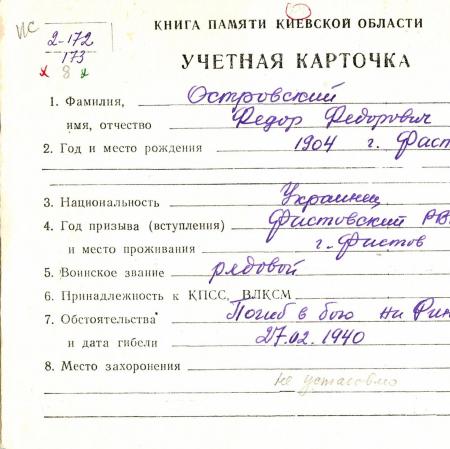 ИС
КНИГА ПАМЯТИ КИЕВСКОЙ ОБЛАСТИ
2-172
173
х 8 х
УЧЕТНАЯ КАРТОЧКА
1. Фамилия, Островский
имя, отчество Федор Федорович
2. Год и место рождения 1904 г. Фаст
3. Национальность Украинец
4. Год призыва (вступления) Фастовский РВ
и место проживания г. Фастов
5. Воинское звание рядовой
6. Принадлежность к КПСС, ВЛКСМ
7. Обстоятельства Погиб в бою на Фин
и дата гибели 27.02.1940
8. Место захоронения
не установлено